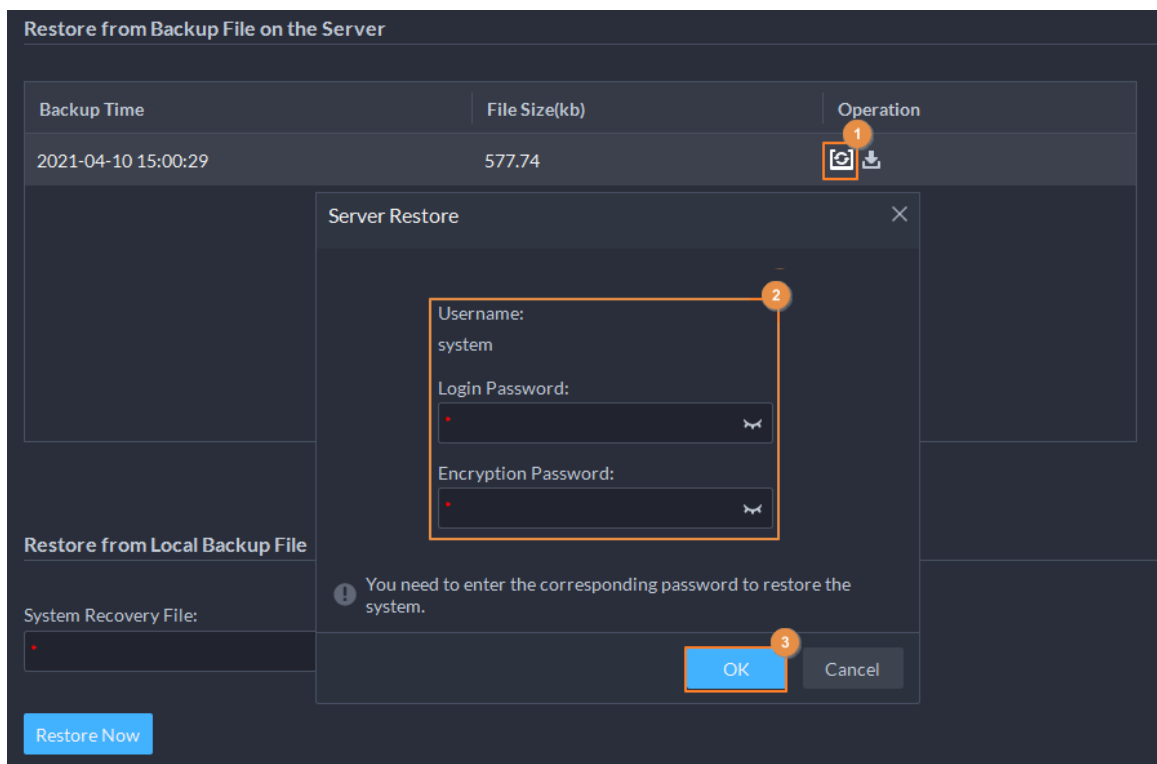 Restore from Backup File on the Server
Backup Time File Size(kb) Operation
1
2021-04-10 15:00:29 577.74
Server Restore
2
Username:
system
Login Password:
*
Encryption Password:
*
You need to enter the corresponding password to restore the
system.
3
OK Cancel
Restore from Local Backup File
System Recovery File:
*
Restore Now